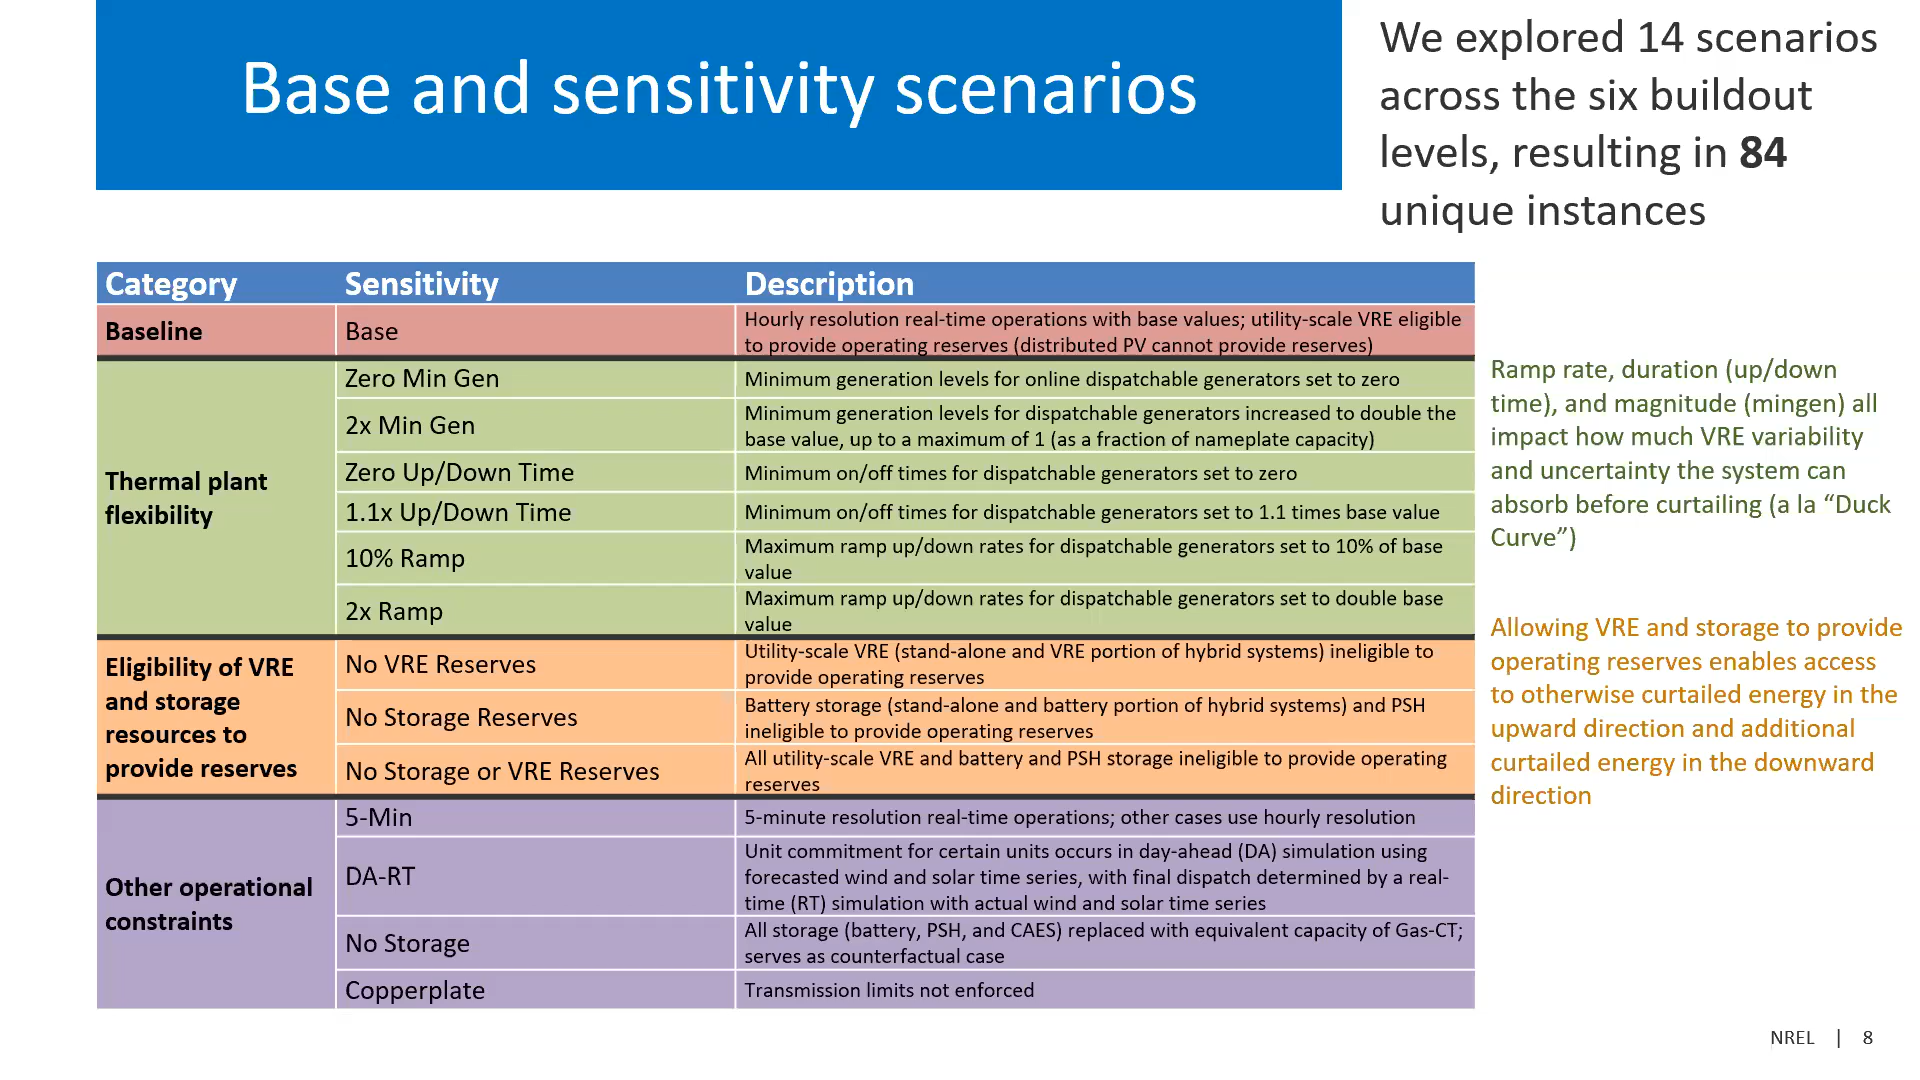 Base and sensitivity scenarios
We explored 14 scenarios
across the six buildout
levels, resulting in 84
unique instances
Category Sensitivity Description
Baseline
Base
Hourly resolution real-time operations with base values; utility-scale VRE eligible
to provide operating reserves (distributed PV cannot provide reserves)
Thermal plant
flexibility
Zero Min Gen
Minimum generation levels for online dispatchable generators set to zero
2x Min Gen
Minimum generation levels for dispatchable generators increased to double the
base value, up to a maximum of 1 (as a fraction of nameplate capacity)
Zero Up/Down Time
Minimum on/off times for dispatchable generators set to zero
1.1x Up/Down Time
Minimum on/off times for dispatchable generators set to 1.1 times base value
10% Ramp
Maximum ramp up/down rates for dispatchable generators set to 10% of base
value
2x Ramp
Maximum ramp up/down rates for dispatchable generators set to double base
value
Eligibility of VRE
and storage
resources to
provide reserves
No VRE Reserves
Utility-scale VRE (stand-alone and VRE portion of hybrid systems) ineligible to
provide operating reserves
No Storage Reserves
Battery storage (stand-alone and battery portion of hybrid systems) and PSH
ineligible to provide operating reserves
No Storage or VRE Reserves
All utility-scale VRE and battery and PSH storage ineligible to provide operating
reserves
Other operational
constraints
5-Min
5-minute resolution real-time operations; other cases use hourly resolution
DA-RT
Unit commitment for certain units occurs in day-ahead (DA) simulation using
forecasted wind and solar time series, with final dispatch determined by a real-
time (RT) simulation with actual wind and solar time series
No Storage
All storage (battery, PSH, and CAES) replaced with equivalent capacity of Gas-CT;
serves as counterfactual case
Copperplate
Transmission limits not enforced
Ramp rate, duration (up/down
time), and magnitude (mingen) all
impact how much VRE variability
and uncertainty the system can
absorb before curtailing (a la “Duck
Curve”)
Allowing VRE and storage to provide
operating reserves enables access
to otherwise curtailed energy in the
upward direction and additional
curtailed energy in the downward
direction
NREL | 8